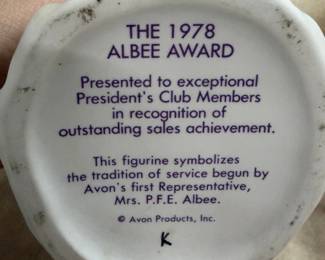 THE 1978
ALBEE AWARD
Presented to exceptional
President's Club Members
in recognition of
outstanding sales achievement.
This figurine symbolizes
the tradition of service begun by
Avon's first Representative,
Mrs. P.F.E. Albee.
© Avon Products, Inc.
K